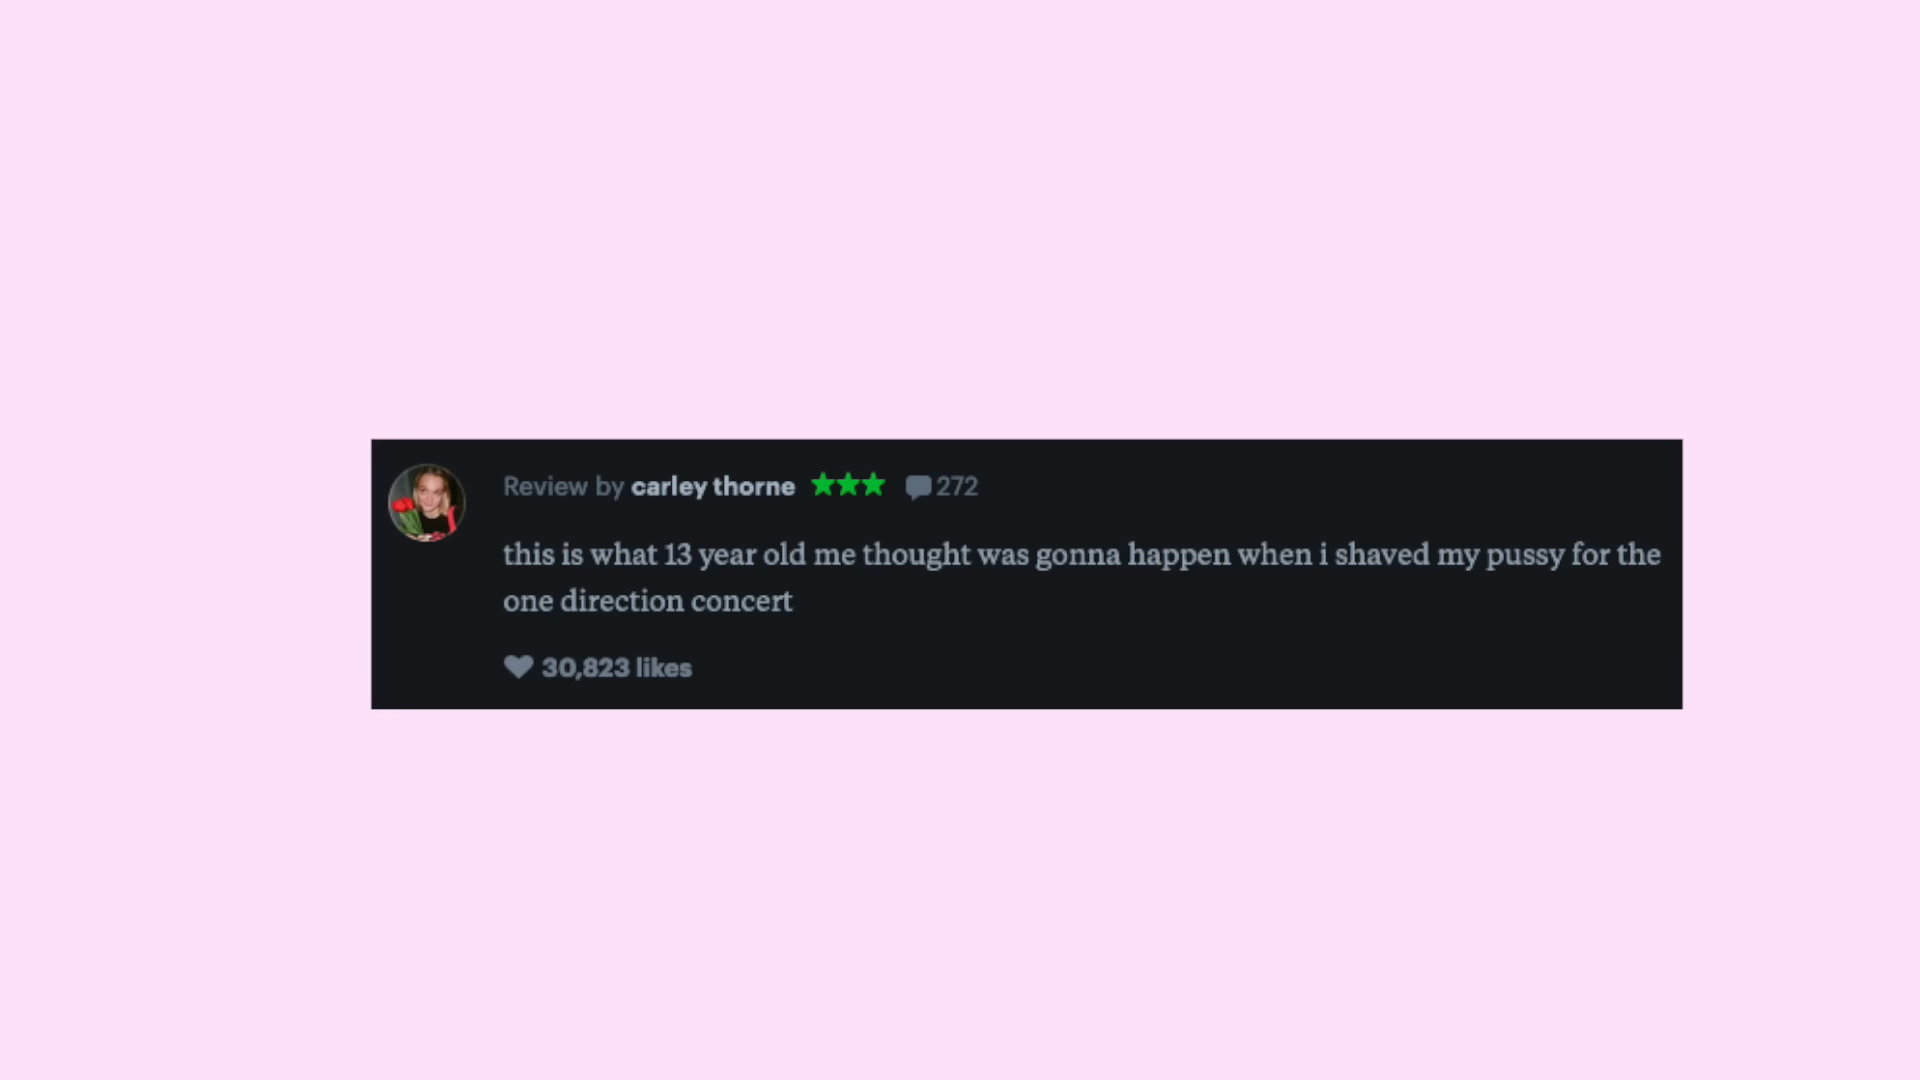 Review by carley thorne ★★★ 272
this is what 13 year old me thought was gonna happen when i shaved my pussy for the
one direction concert
30,823 likes